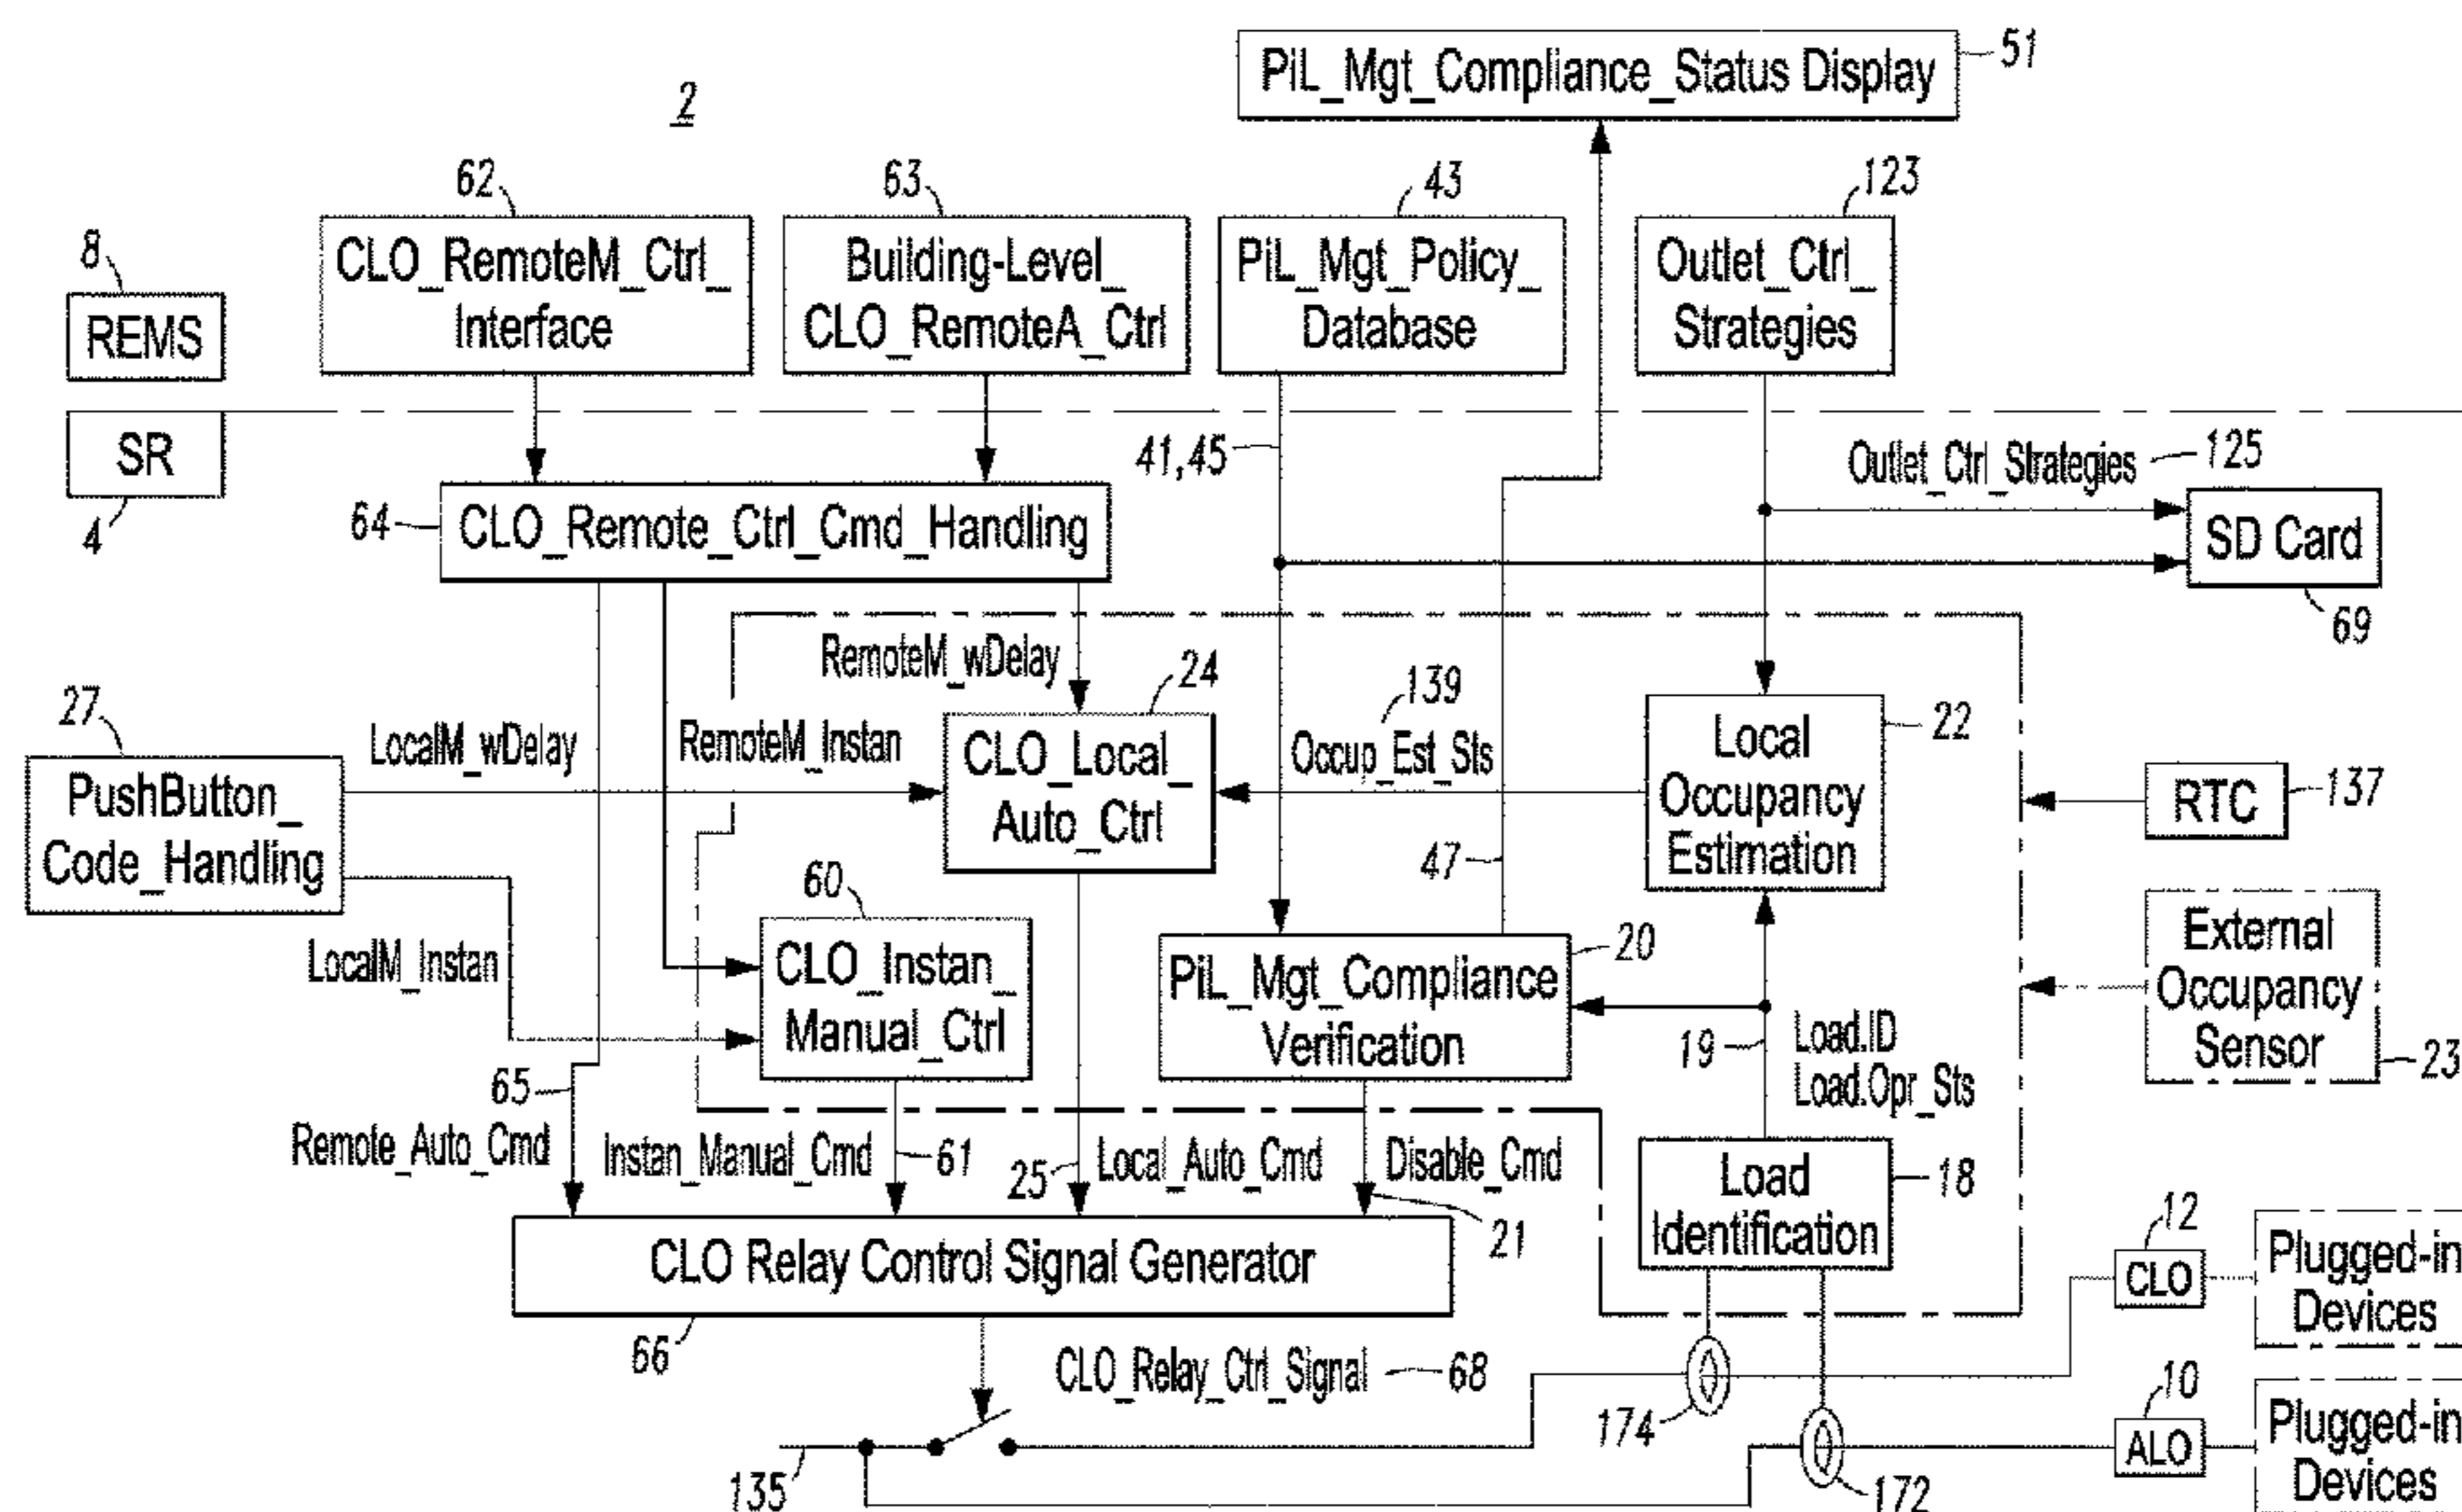 PiL_Mgt_Compliance_Status Display
51
2
62
63
43
123
8
REMS
CLO_RemoteM_Ctrl_
Interface
Building-Level_
CLO_RemoteA_Ctrl
PiL_Mgt_Policy_
Database
Outlet_Ctrl_
Strategies
SR
4
41,45
Outlet_Ctrl_Strategies
125
64
CLO_Remote_Ctrl_Cmd_Handling
SD Card
69
RemoteM_wDelay
24
139
27
LocalM_wDelay
RemoteM_Instan
Occup_Est_Sts
22
PushButton_
Code_Handling
CLO_Local_
Auto_Ctrl
Local
Occupancy
Estimation
RTC
137
47
60
LocalM_Instan
CLO_Instan_
Manual_Ctrl
PiL_Mgt_Compliance
Verification
20
External
Occupancy
Sensor
23
19
Load.ID
Load.Opr_Sts
65
Remote_Auto_Cmd
Instan_Manual_Cmd
61
25
Local_Auto_Cmd
Disable_Cmd
21
Load
Identification
18
12
CLO
Plugged-in
Devices
CLO Relay Control Signal Generator
66
CLO_Relay_Ctrl_Signal
68
174
10
ALO
Plugged-in
Devices
135
172